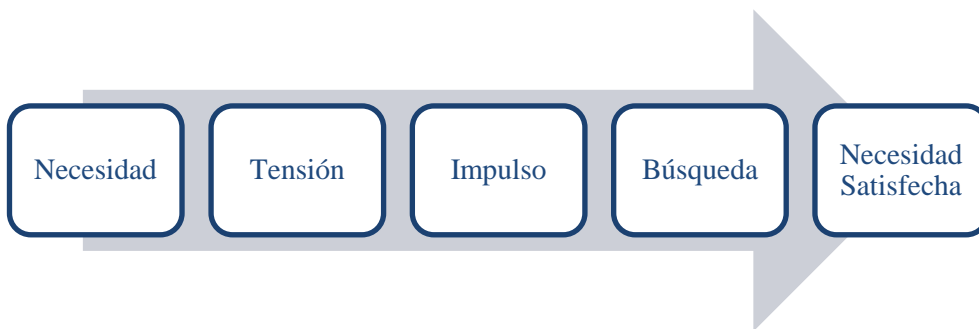 Necesidad
Tensión
Impulso
Búsqueda
Necesidad
Satisfecha